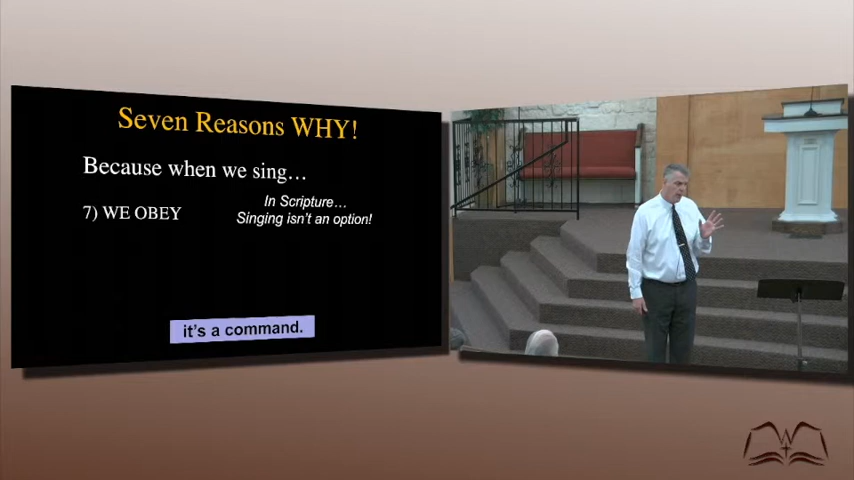 Seven Reasons WHY!
Because when we sing…
7) WE OBEY
In Scripture…
Singing isn't an option!
it's a command.